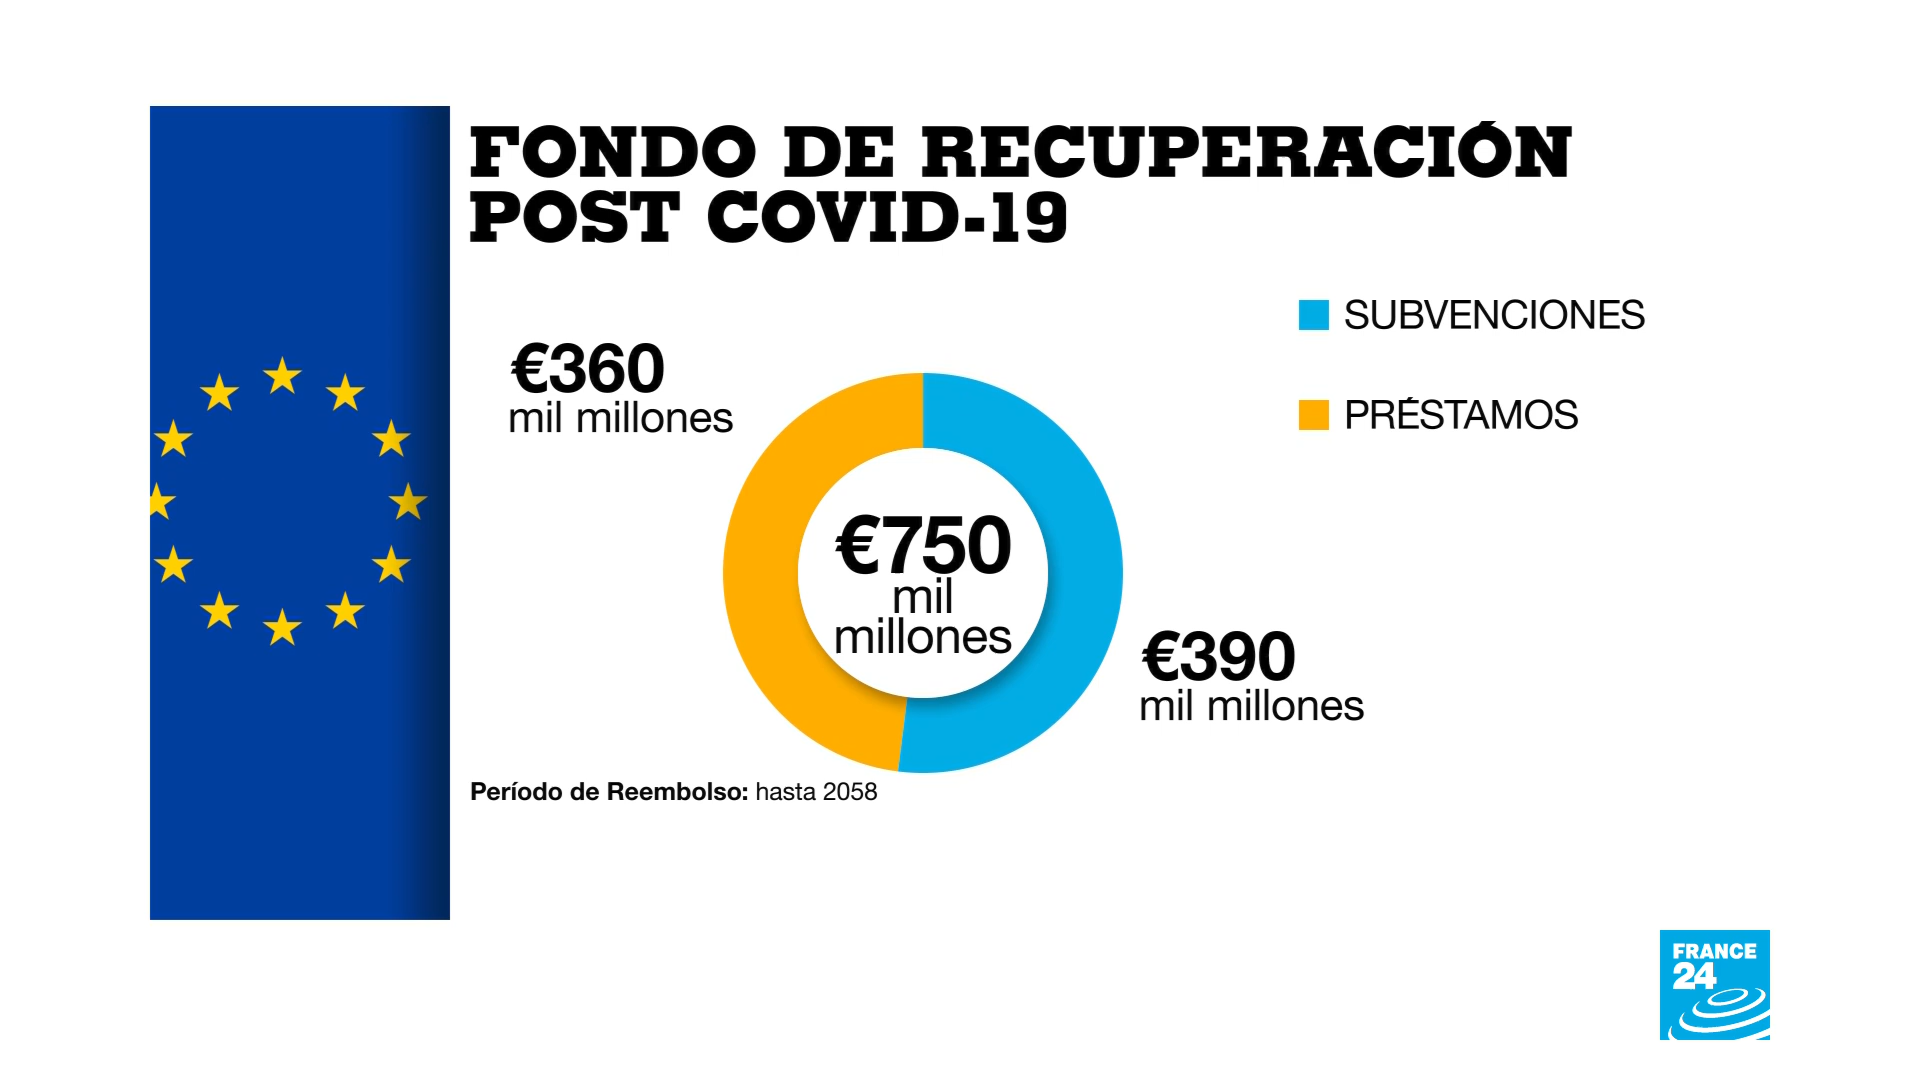 FONDO DE RECUPERACIÓN
POST COVID-19
SUBVENCIONES
PRÉSTAMOS
€360
mil millones
€750
mil
millones
€390
mil millones
Período de Reembolso: hasta 2058
FRANCE
24